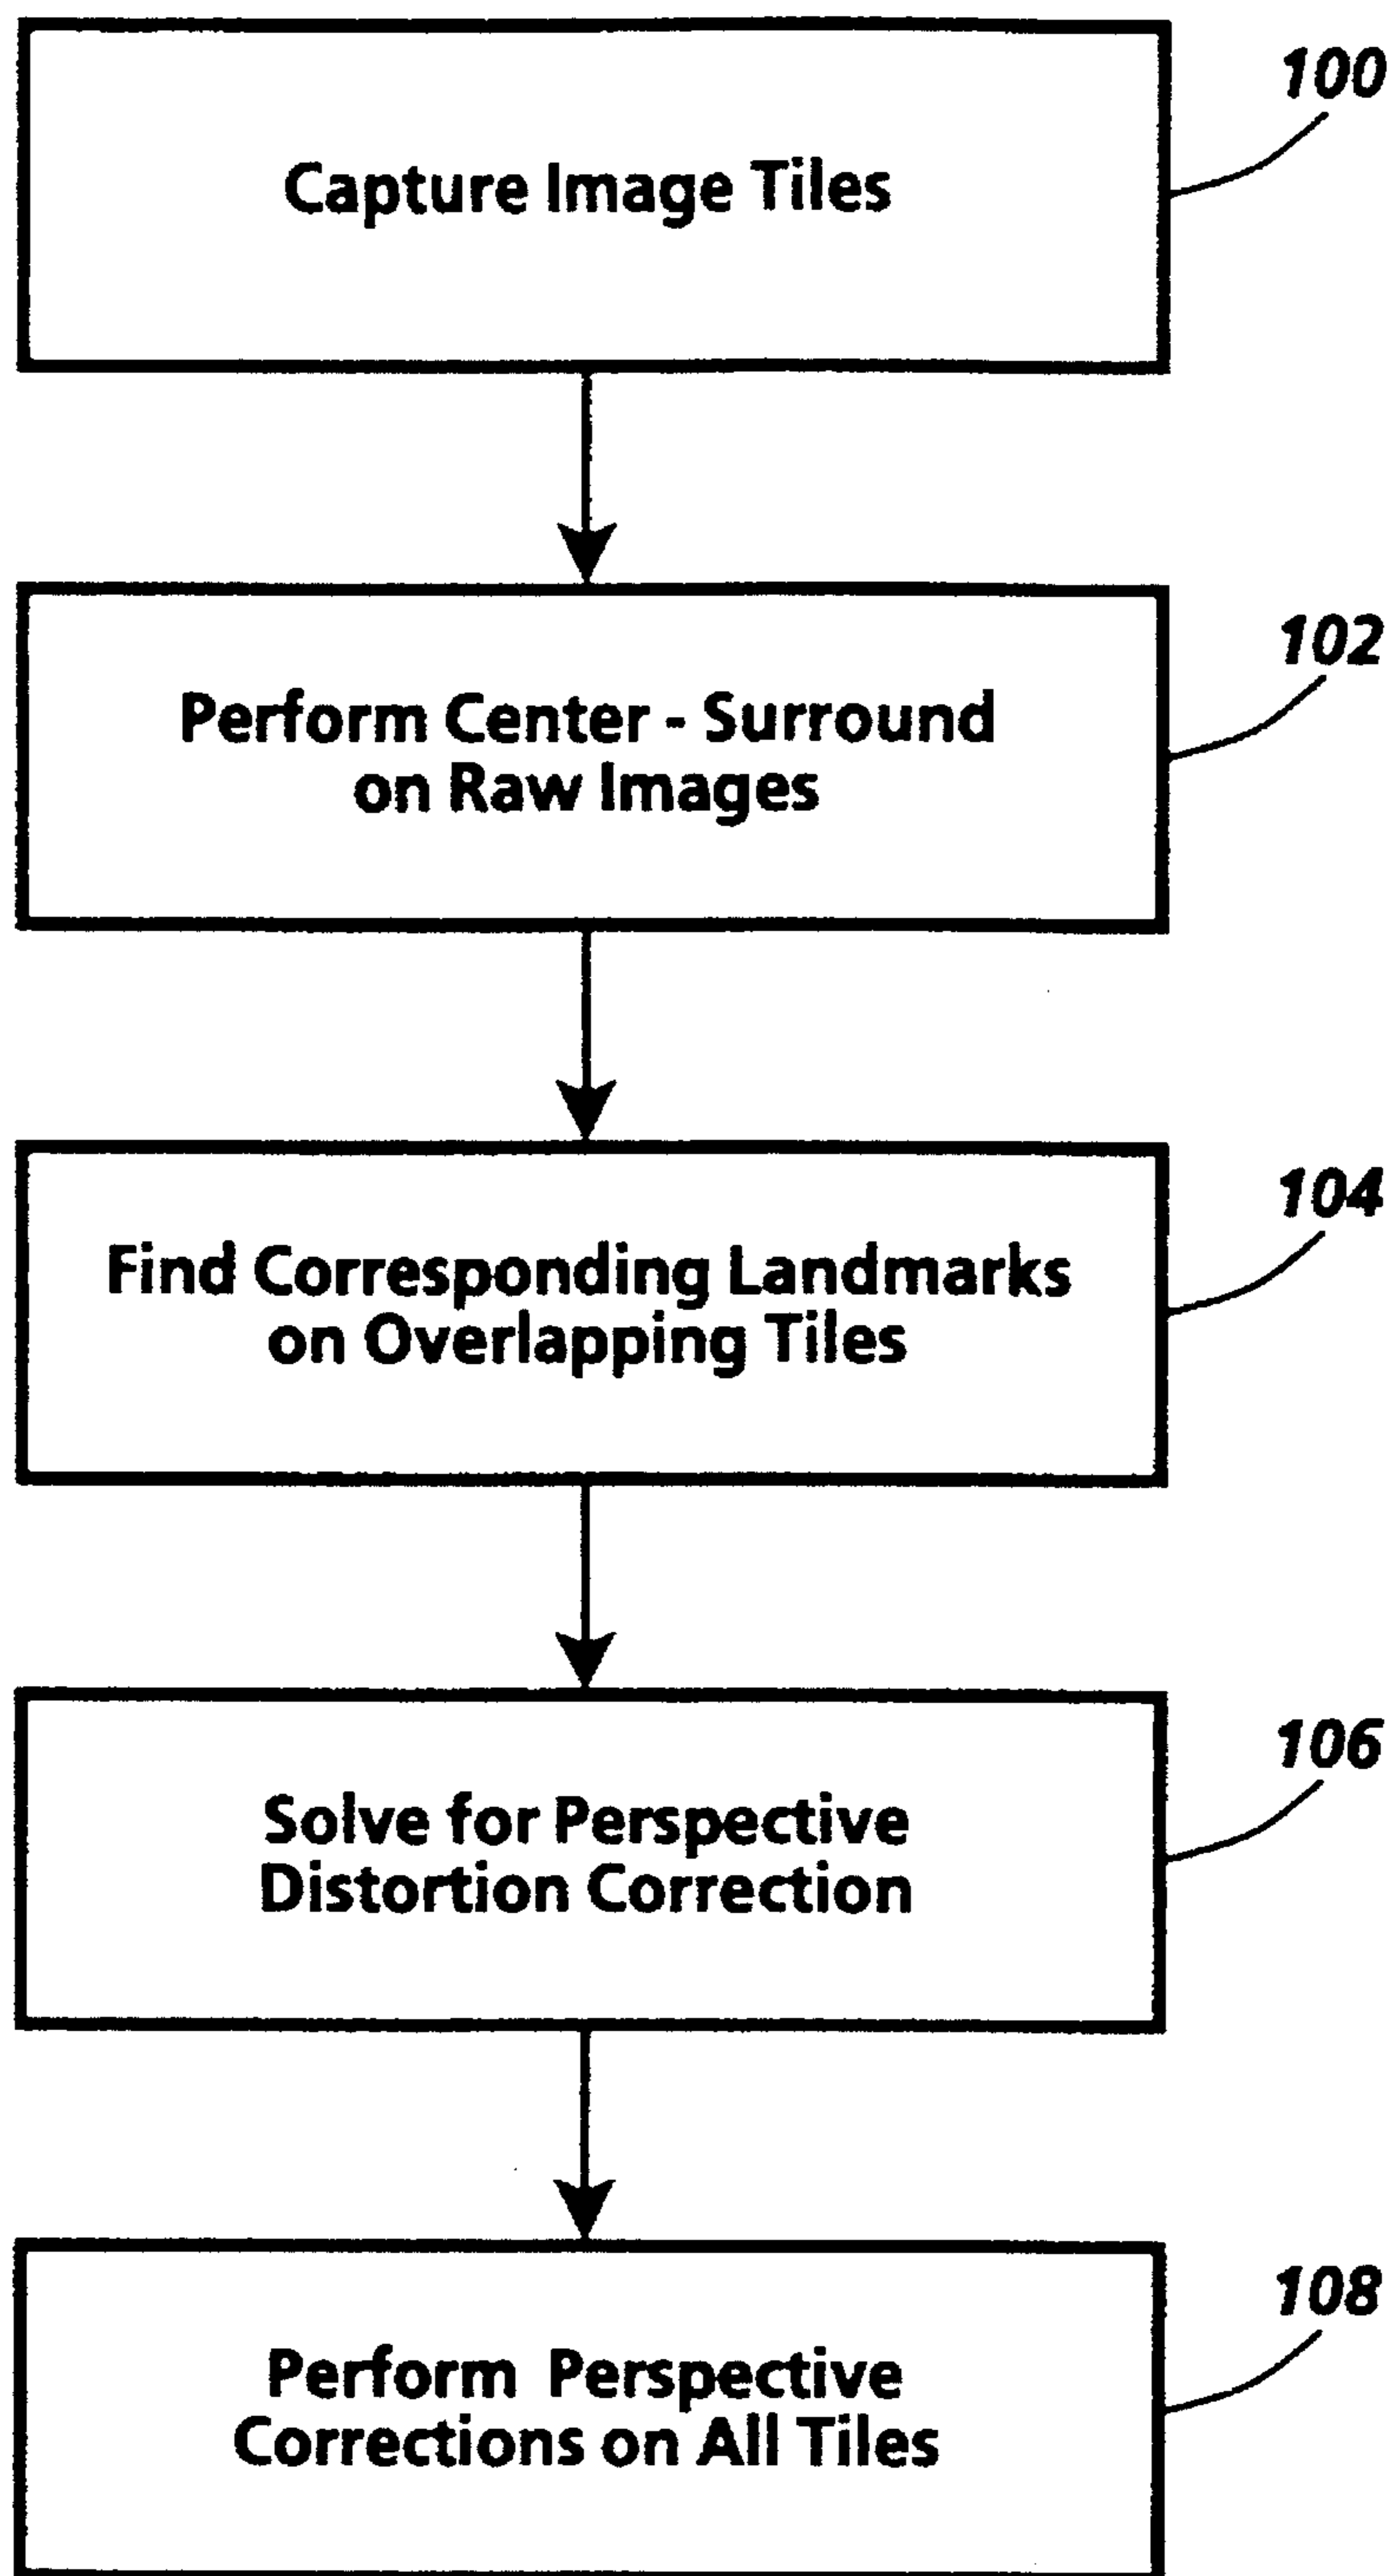 Capture Image Tiles
100
Perform Center - Surround
on Raw Images
102
Find Corresponding Landmarks
on Overlapping Tiles
104
Solve for Perspective
Distortion Correction
106
Perform Perspective
Corrections on All Tiles
108